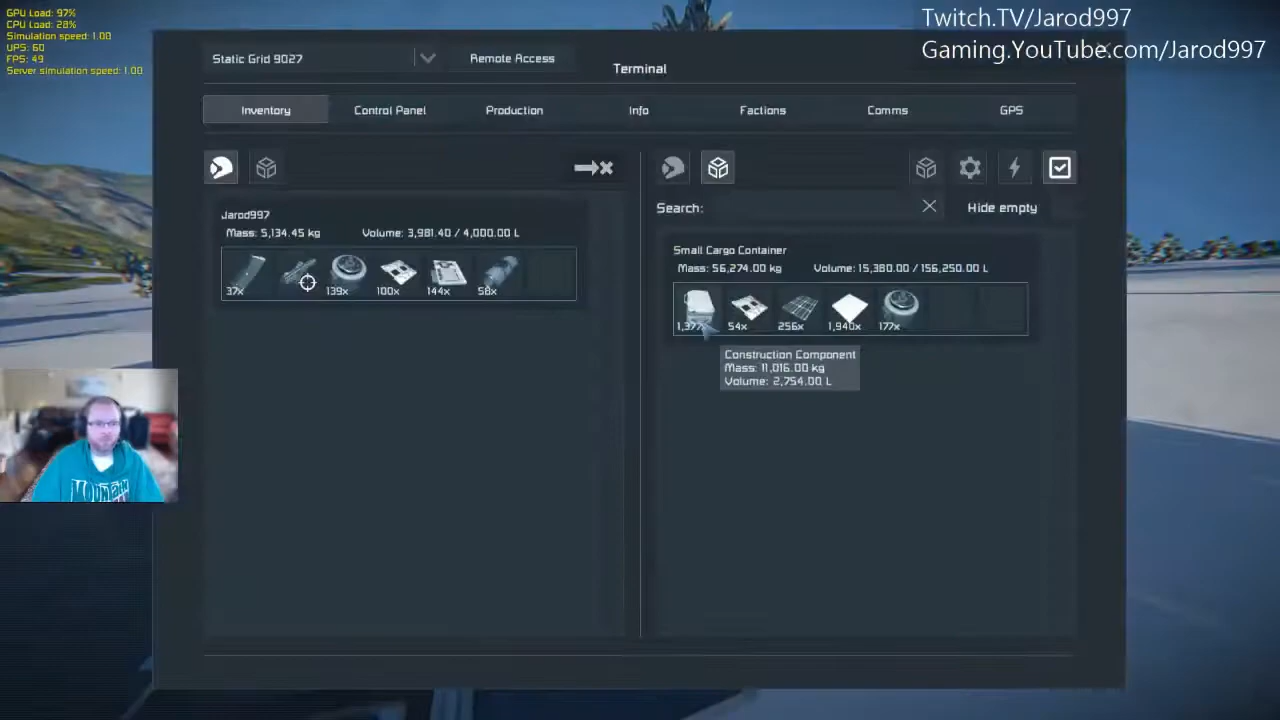 GPU Load: 97%
CPU Load: 28%
Simulation speed: 1.00
UPS: 60
FPS: 49
Server simulation speed: 1.00
Twitch.TV/Jarod997
Gaming.YouTube.com/Jarod997
Static Grid 9027
Remote Access
Terminal
Inventory
Control Panel
Production
Info
Factions
Comms
GPS
Search:
Hide empty
Jarod997
Mass: 5,134.45 kg
Volume: 3,981.40 / 4,000.00 L
37x
139x
100x
144x
58x
Small Cargo Container
Mass: 56,274.00 kg
Volume: 15,380.00 / 156,250.00 L
54x
256x
1,940x
177x
Construction Component
Mass: 11,016.00 kg
Volume: 2,754.00 L